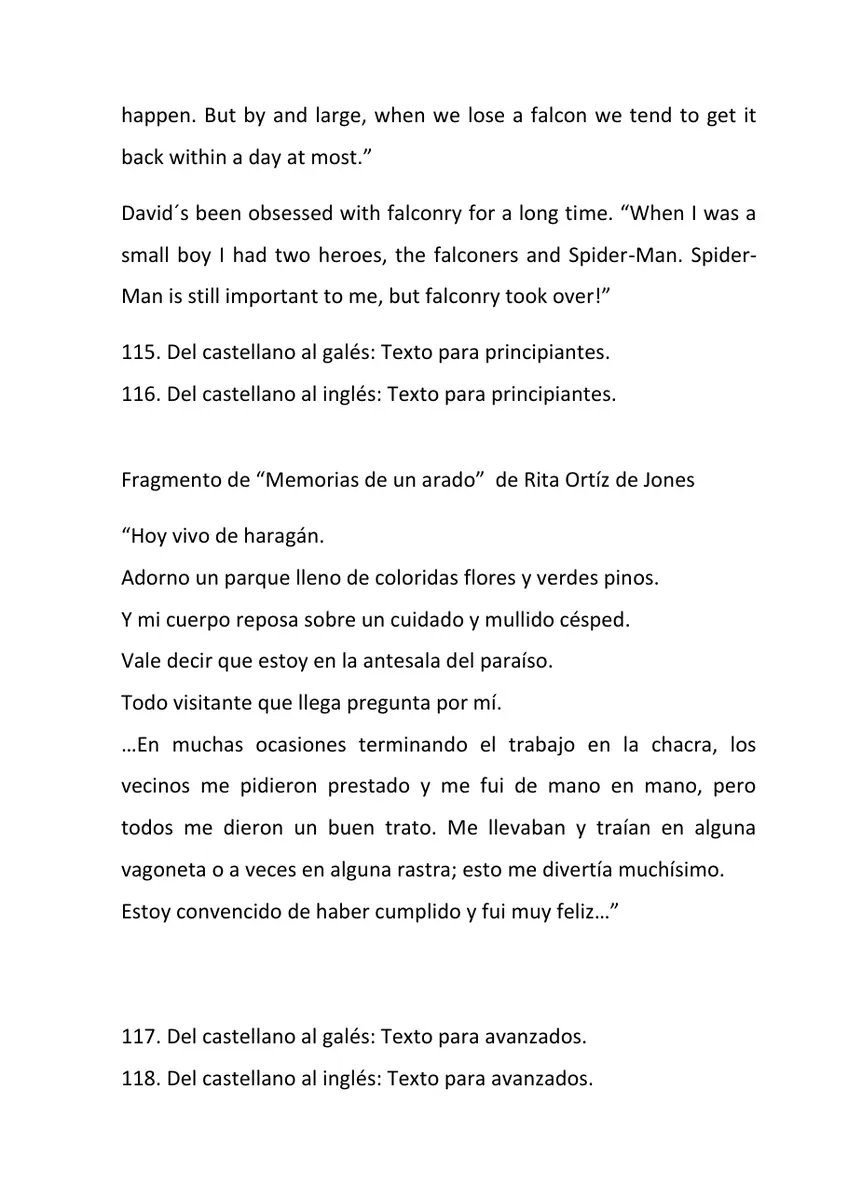 happen. But by and large, when we lose a falcon we tend to get it
back within a day at most.”
David´s been obsessed with falconry for a long time. “When I was a
small boy I had two heroes, the falconers and Spider-Man. Spider-
Man is still important to me, but falconry took over!”
115. Del castellano al galés: Texto para principiantes.
116. Del castellano al inglés: Texto para principiantes.
Fragmento de “Memorias de un arado”  de Rita Ortíz de Jones
“Hoy vivo de haragán.
Adorno un parque lleno de coloridas flores y verdes pinos.
Y mi cuerpo reposa sobre un cuidado y mullido césped.
Vale decir que estoy en la antesala del paraíso.
Todo visitante que llega pregunta por mí.
…En muchas ocasiones terminando el trabajo en la chacra, los
vecinos me pidieron prestado y me fui de mano en mano, pero
todos me dieron un buen trato. Me llevaban y traían en alguna
vagoneta o a veces en alguna rastra; esto me divertía muchísimo.
Estoy convencido de haber cumplido y fui muy feliz…”
117. Del castellano al galés: Texto para avanzados.
118. Del castellano al inglés: Texto para avanzados.